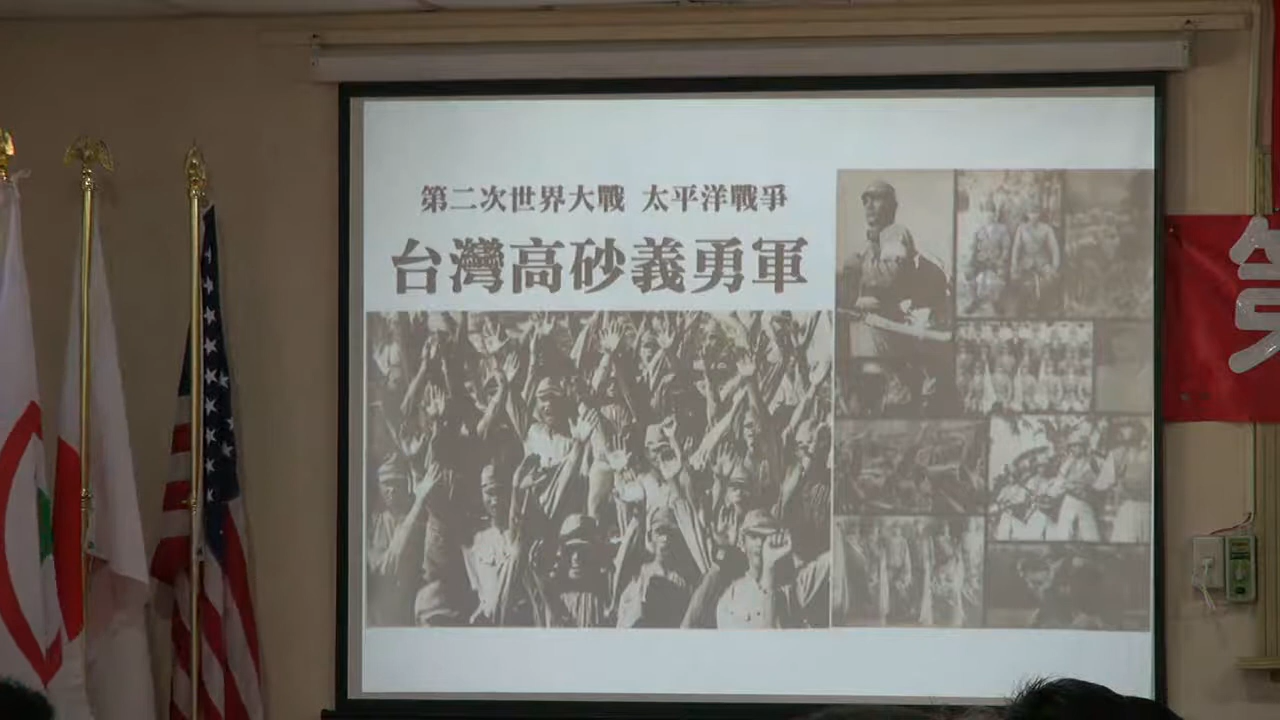 第二次世界大戰 太平洋戰爭
台灣高砂義勇軍